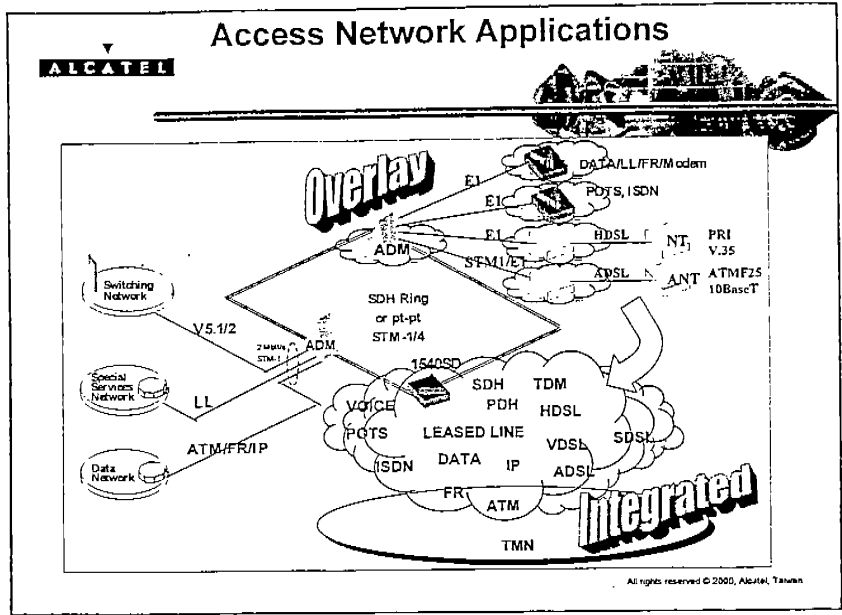 Access Network Applications
ALCATEL
Overlay
E1
DATA/LL/FR/Modem
E1
POTS, ISDN
E1
HDSL
NT
PRI
V.35
ADM
STM1/E1
ADSL
ANT
ATMF25
10BaseT
Switching
Network
SDH Ring
or pt-pt
STM-1/4
V5.1/2
2 Mbit/s
STM-1
ADM
1540SD
Special
Services
Network
LL
SDH
TDM
VOICE
PDH
HDSL
POTS
LEASED LINE
VDSL
SDSL
ATM/FR/IP
ISDN
DATA
IP
ADSL
Data
Network
FR
ATM
Integrated
TMN
All rights reserved © 2000, Alcatel, Taiwan